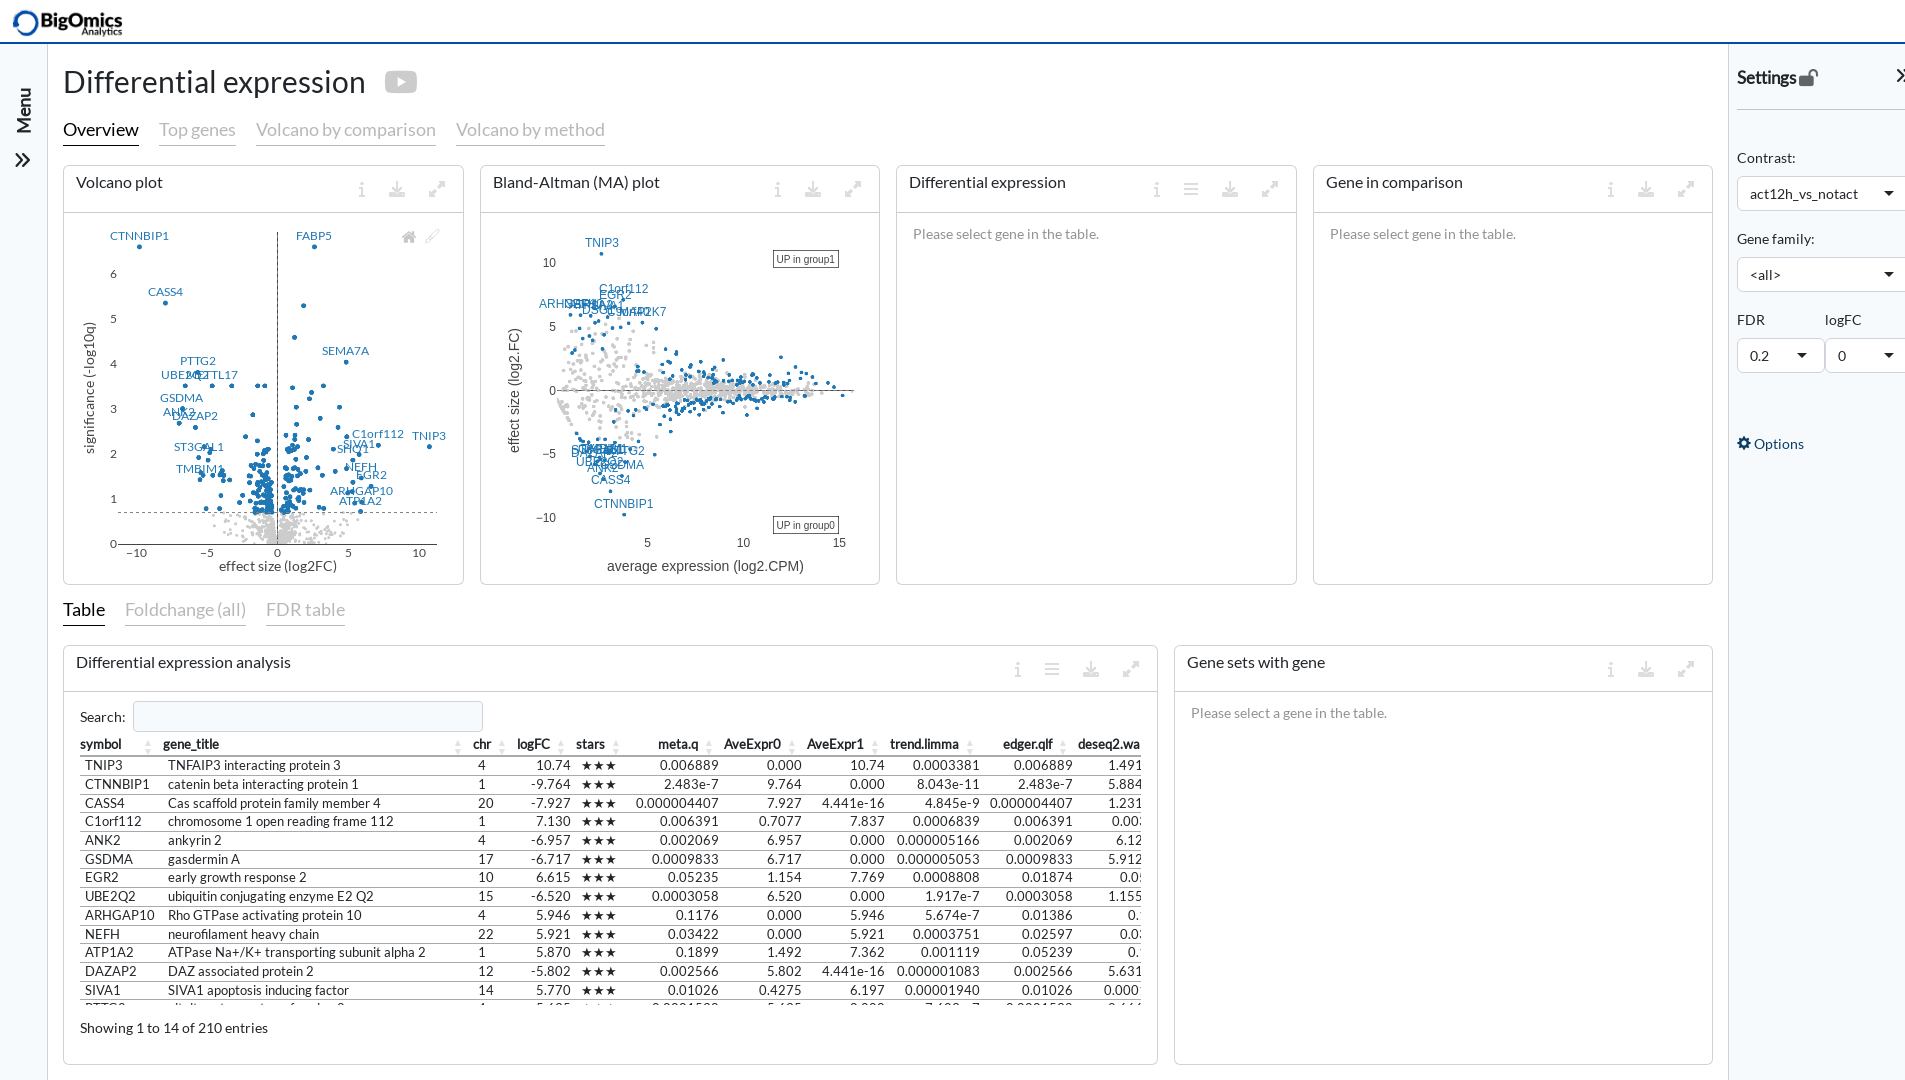 BigOmics
Analytics
Menu
Differential expression
Overview Top genes Volcano by comparison Volcano by method
Volcano plot
CTNNBIP1
FABP5
CASS4
SEMA7A
PTTG2
UBE2Q2
METTL17
GSDMA
ANK2
DAZAP2
C1orf112
TNIP3
ST3GAL1
SIVA1
TMBIM1
NEFH
EGR2
ARHGAP10
ATP1A2
6
5
4
3
2
1
0
−10 −5 0 5 10
significance (-log10q)
effect size (log2FC)
Bland-Altman (MA) plot
TNIP3
UP in group1
C1orf112
EGR2
MAP2K7
GSDMA
ANK2
CASS4
CTNNBIP1
UP in group0
10
5
0
−5
−10
5 10 15
effect size (log2.FC)
average expression (log2.CPM)
Differential expression
Please select gene in the table.
Gene in comparison
Please select gene in the table.
Settings
Contrast:
act12h_vs_notact
Gene family:
<all>
FDR logFC
0.2 0
Options
Table Foldchange (all) FDR table
Differential expression analysis
Search:
symbol gene_title chr logFC stars meta.q AveExpr0 AveExpr1 trend.limma edger.qlf deseq2.wa
TNIP3 TNFAIP3 interacting protein 3 4 10.74 ★★★ 0.006889 0.000 10.74 0.0003381 0.006889 1.491
CTNNBIP1 catenin beta interacting protein 1 1 -9.764 ★★★ 2.483e-7 9.764 0.000 8.043e-11 2.483e-7 5.884
CASS4 Cas scaffold protein family member 4 20 -7.927 ★★★ 0.000004407 7.927 4.441e-16 4.845e-9 0.000004407 1.231
C1orf112 chromosome 1 open reading frame 112 1 7.130 ★★★ 0.006391 0.7077 7.837 0.0006839 0.006391 0.00
ANK2 ankyrin 2 4 -6.957 ★★★ 0.002069 6.957 0.000 0.000005166 0.002069 6.12
GSDMA gasdermin A 17 -6.717 ★★★ 0.0009833 6.717 0.000 0.000005053 0.0009833 5.912
EGR2 early growth response 2 10 6.615 ★★★ 0.05235 1.154 7.769 0.0008808 0.01874 0.0
UBE2Q2 ubiquitin conjugating enzyme E2 Q2 15 -6.520 ★★★ 0.0003058 6.520 0.000 1.917e-7 0.0003058 1.155
ARHGAP10 Rho GTPase activating protein 10 4 5.946 ★★★ 0.1176 0.000 5.946 5.674e-7 0.01386 0.
NEFH neurofilament heavy chain 22 5.921 ★★★ 0.03422 0.000 5.921 0.0003751 0.02597 0.0
ATP1A2 ATPase Na+/K+ transporting subunit alpha 2 1 5.870 ★★★ 0.1899 1.492 7.362 0.001119 0.05239 0.
DAZAP2 DAZ associated protein 2 12 -5.802 ★★★ 0.002566 5.802 4.441e-16 0.000001083 0.002566 5.631
SIVA1 SIVA1 apoptosis inducing factor 14 5.770 ★★★ 0.01026 0.4275 6.197 0.00001940 0.01026 0.000
Showing 1 to 14 of 210 entries
Gene sets with gene
Please select a gene in the table.